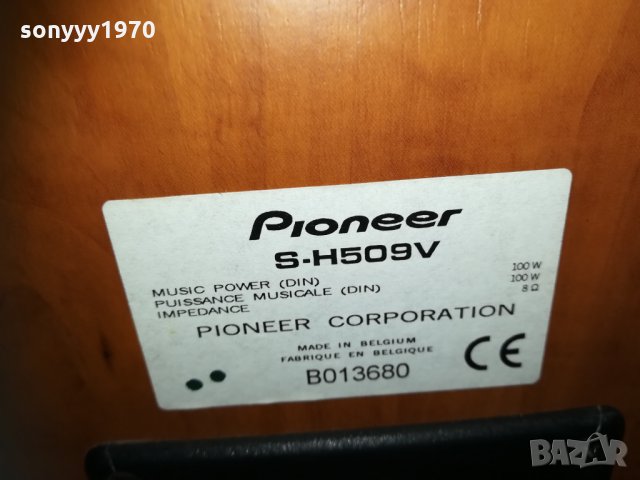 sonyyy1970
Pioneer
S-H509V
MUSIC POWER (DIN) 100 W
PUISSANCE MUSICALE (DIN) 100 W
IMPEDANCE 8 Ω
PIONEER CORPORATION
MADE IN BELGIUM
FABRIQUE EN BELGIQUE
CE
B013680
BAZAR